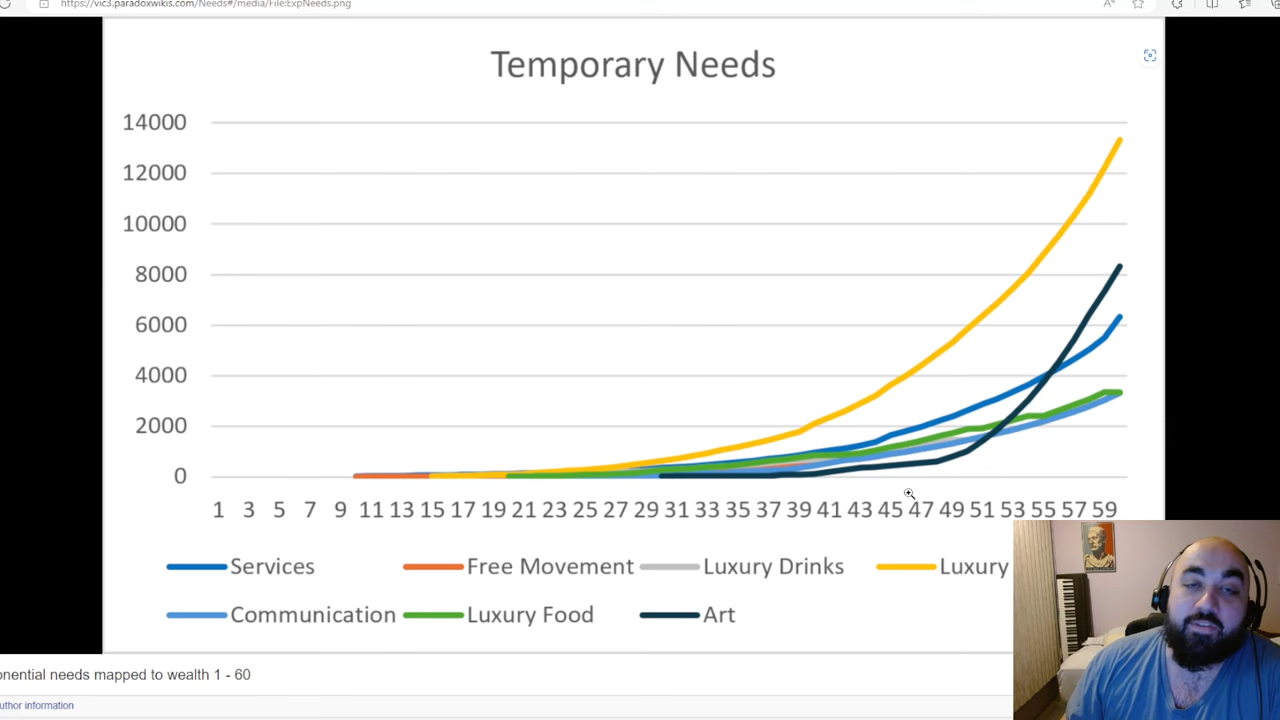 https://vic3.paradoxwikis.com/Needs#/media/File:ExpNeeds.png
Temporary Needs
14000
12000
10000
8000
6000
4000
2000
0
1 3 5 7 9 11 13 15 17 19 21 23 25 27 29 31 33 35 37 39 41 43 45 47 49 51 53 55 57 59
Services Free Movement Luxury Drinks Luxury
Communication Luxury Food Art
onential needs mapped to wealth 1 - 60
uthor information